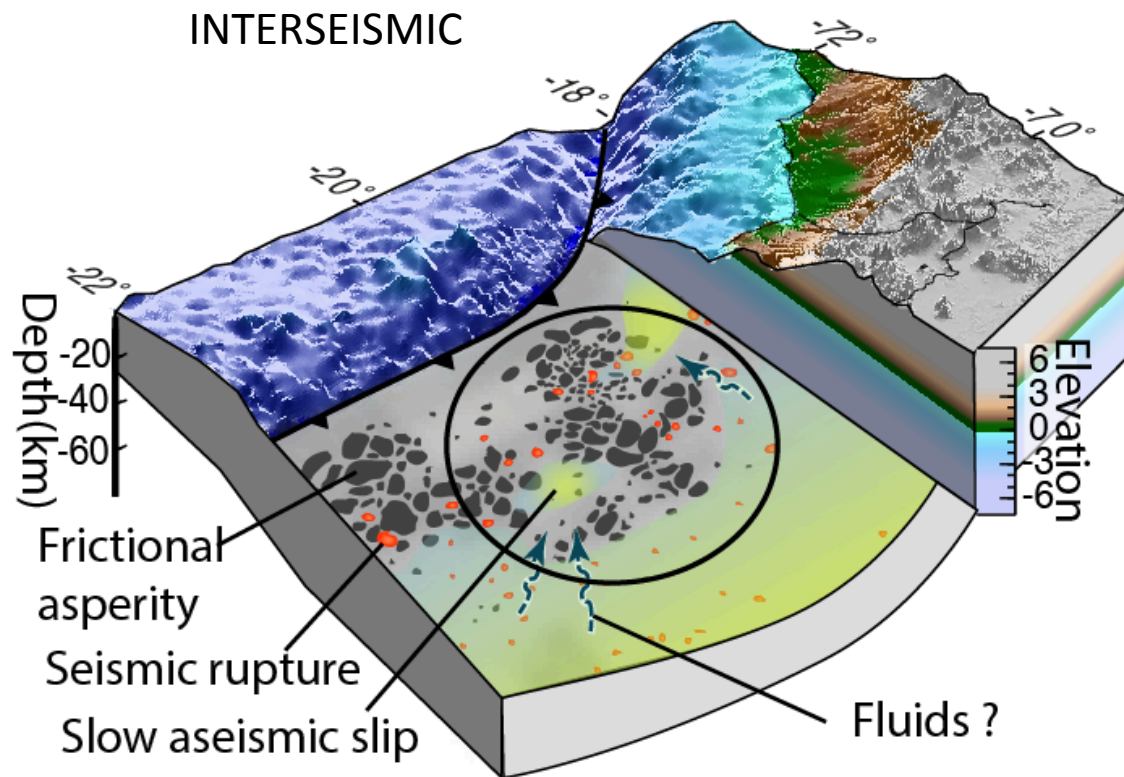 INTERSEISMIC
-72°
-18°
-70°
-20°
-22°
Depth(km)
-20
-40
-60
Elevation
6
3
0
-3
-6
Frictional
asperity
Seismic rupture
Slow aseismic slip
Fluids ?